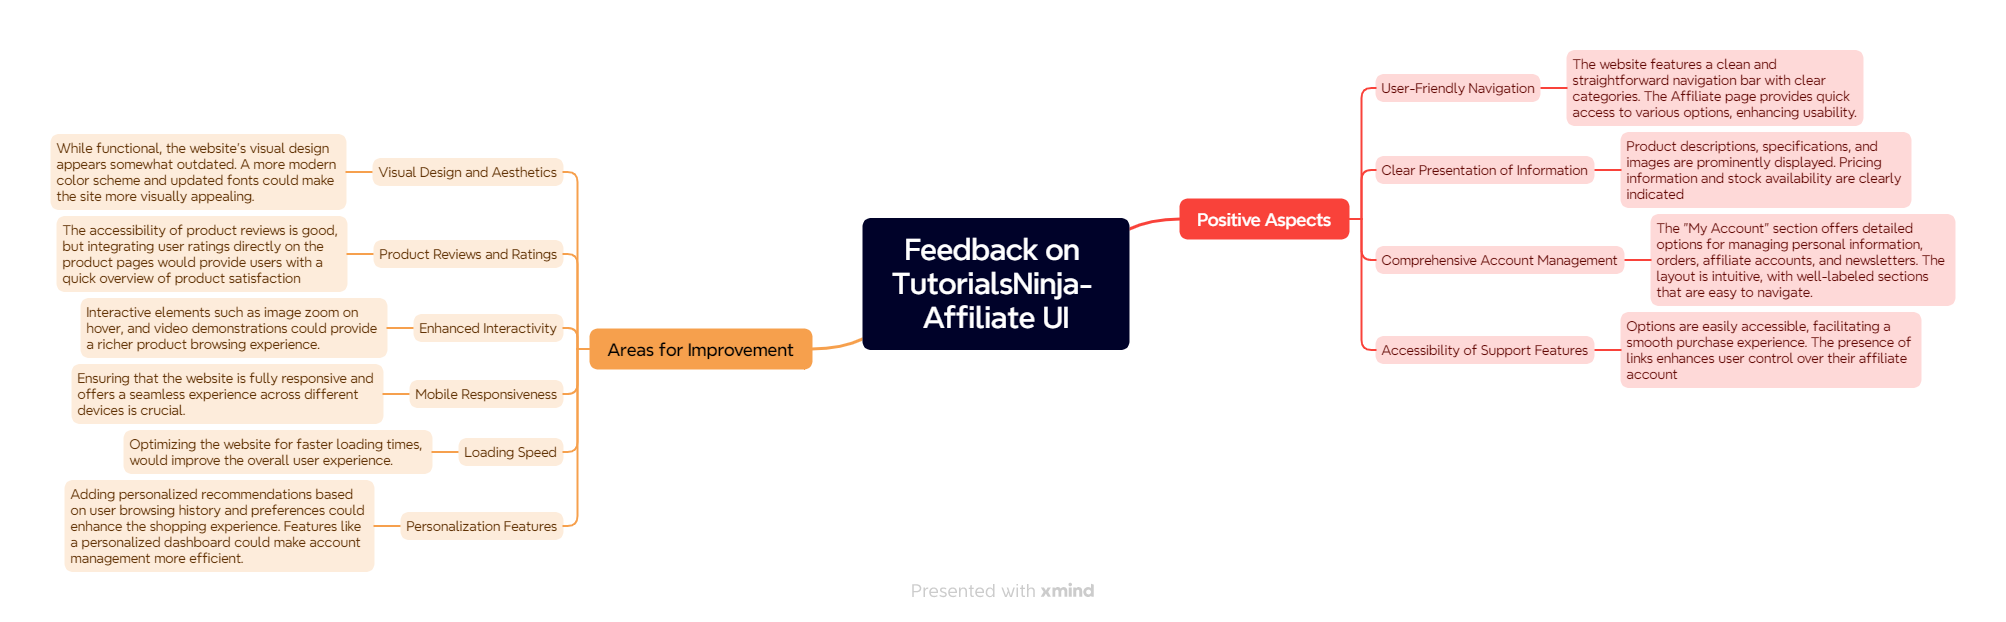 Feedback on
TutorialsNinja-
Affiliate UI
Positive Aspects
User-Friendly Navigation
The website features a clean and
straightforward navigation bar with clear
categories. The Affiliate page provides quick
access to various options, enhancing usability.
Clear Presentation of Information
Product descriptions, specifications, and
images are prominently displayed. Pricing
information and stock availability are clearly
indicated
Comprehensive Account Management
The "My Account" section offers detailed
options for managing personal information,
orders, affiliate accounts, and newsletters. The
layout is intuitive, with well-labeled sections
that are easy to navigate.
Accessibility of Support Features
Options are easily accessible, facilitating a
smooth purchase experience. The presence of
links enhances user control over their affiliate
account
Areas for Improvement
Visual Design and Aesthetics
While functional, the website's visual design
appears somewhat outdated. A more modern
color scheme and updated fonts could make
the site more visually appealing.
Product Reviews and Ratings
The accessibility of product reviews is good,
but integrating user ratings directly on the
product pages would provide users with a
quick overview of product satisfaction
Enhanced Interactivity
Interactive elements such as image zoom on
hover, and video demonstrations could provide
a richer product browsing experience.
Mobile Responsiveness
Ensuring that the website is fully responsive and
offers a seamless experience across different
devices is crucial.
Loading Speed
Optimizing the website for faster loading times,
would improve the overall user experience.
Personalization Features
Adding personalized recommendations based
on user browsing history and preferences could
enhance the shopping experience. Features like
a personalized dashboard could make account
management more efficient.
Presented with xmind